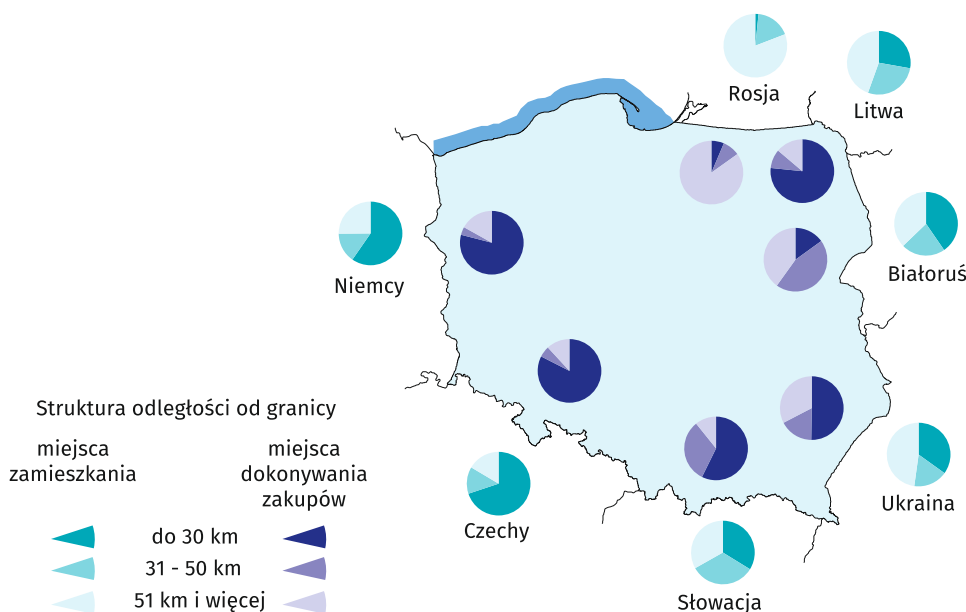 Rosja
Litwa
Niemcy
Białoruś
Struktura odległości od granicy
miejsca
zamieszkania
miejsca
dokonywania
zakupów
Czechy
Ukraina
do 30 km
31 - 50 km
51 km i więcej
Słowacja